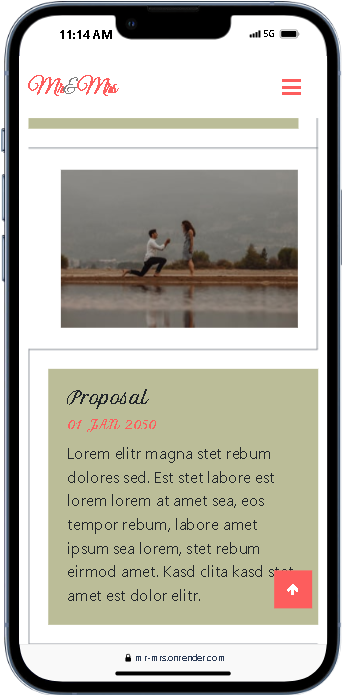 11:14 AM
5G
Mr&Mrs
Proposal
01 JAN 2050
Lorem elitr magna stet rebum
dolores sed. Est stet labore est
lorem lorem at amet sea, eos
tempor rebum, labore amet
ipsum sea lorem, stet rebum
eirmod amet. Kasd clita kasd stet
amet est dolor elitr.
mr-mrs.onrender.com